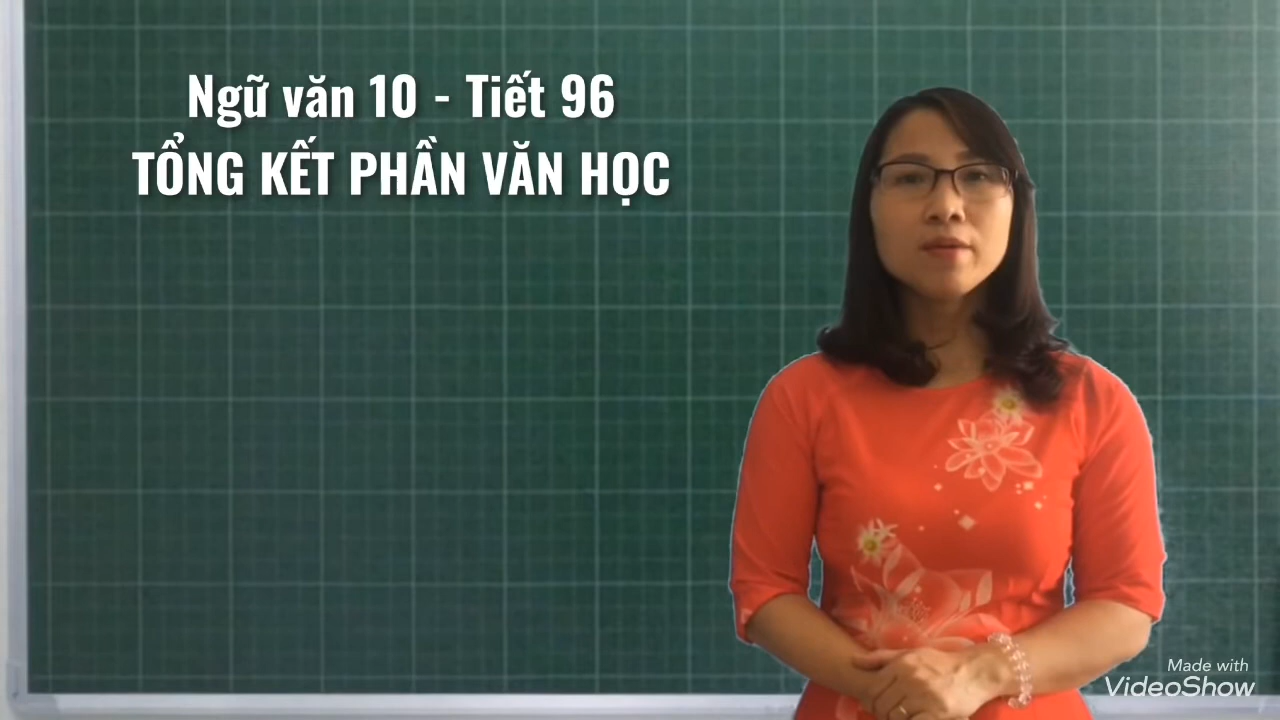 Ngữ văn 10 - Tiết 96
TỔNG KẾT PHẦN VĂN HỌC
Made with
VideoShow